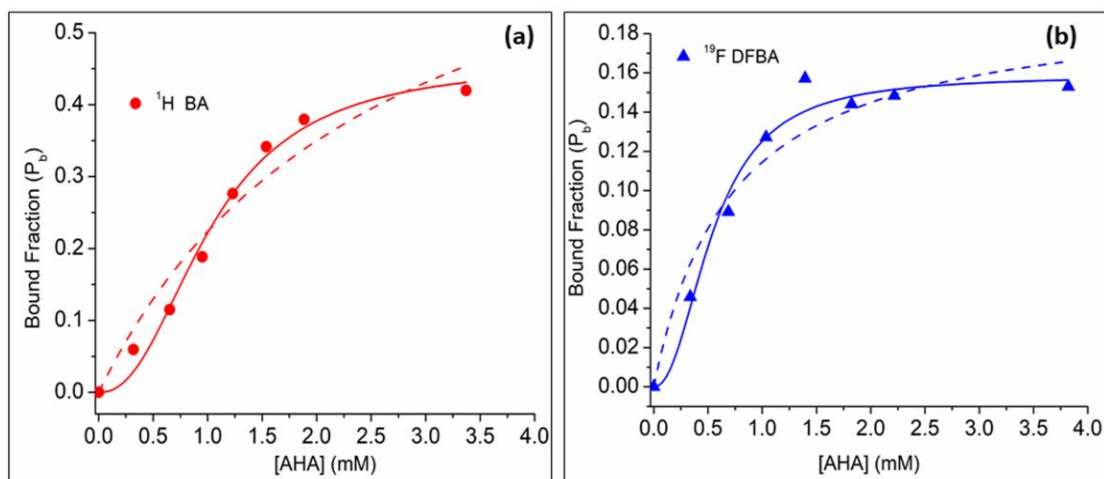 (a)
¹H BA
Bound Fraction (P_b)
0.5
0.4
0.3
0.2
0.1
0.0
0.0 0.5 1.0 1.5 2.0 2.5 3.0 3.5 4.0
[AHA] (mM)
(b)
¹⁹F DFBA
Bound Fraction (P_b)
0.18
0.16
0.14
0.12
0.10
0.08
0.06
0.04
0.02
0.00
0.0 0.5 1.0 1.5 2.0 2.5 3.0 3.5 4.0
[AHA] (mM)